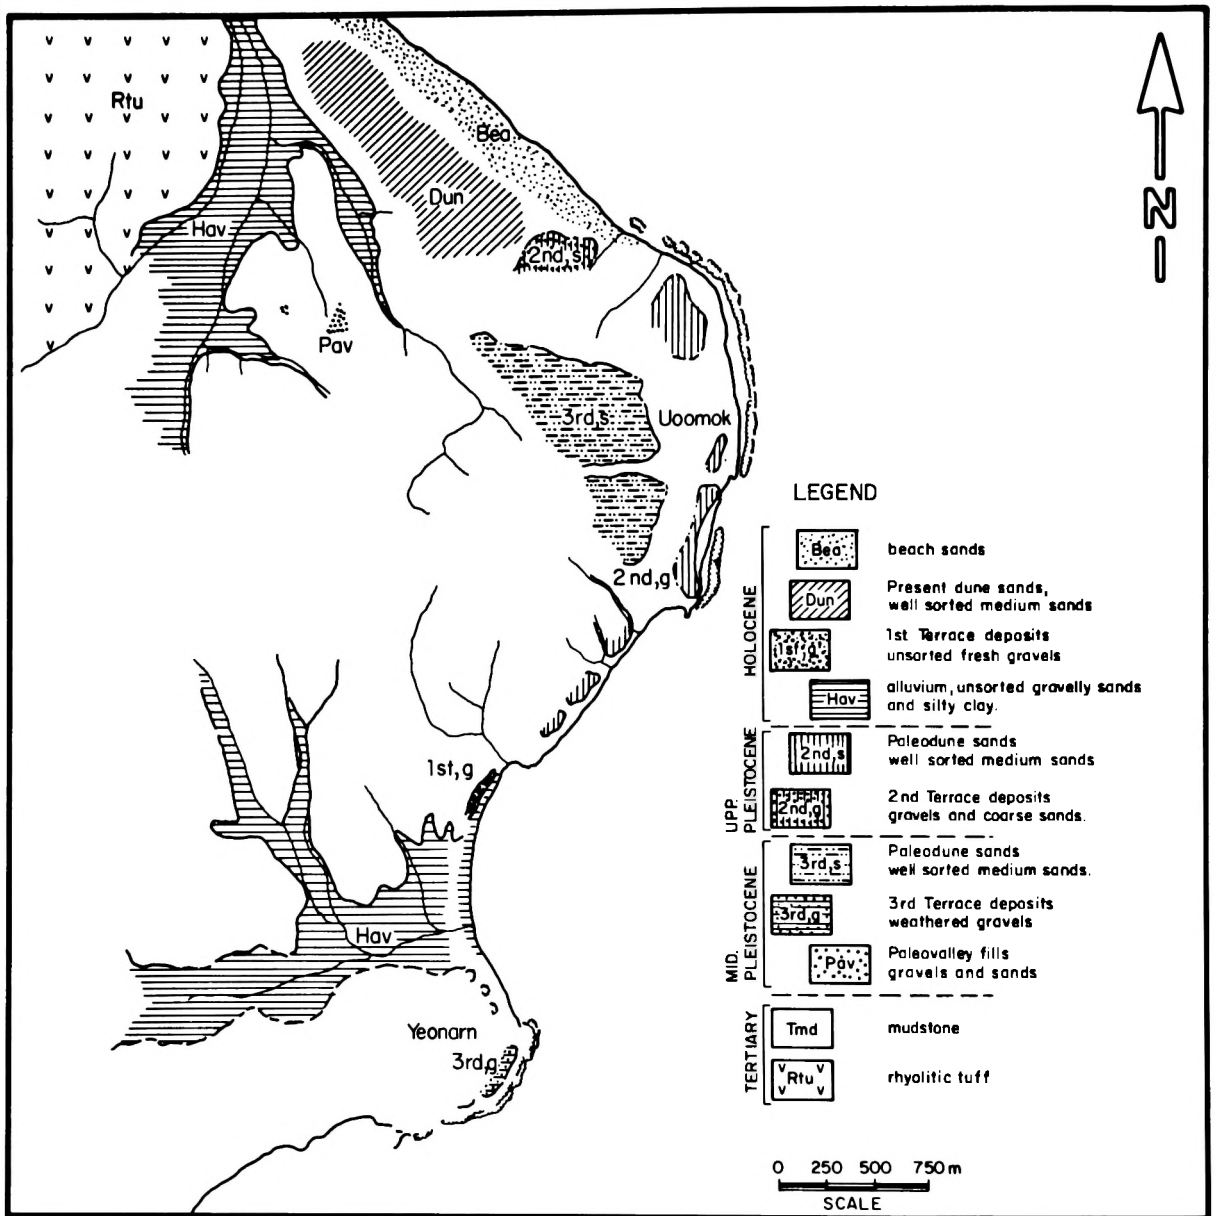 Rtu
Bea
N
Dun
Hav
2nd,s
Pav
3rd,s
Uoomok
2nd,g
1st,g
Hav
Yeonarn
3rd,g
LEGEND
HOLOCENE
Bea beach sands
Dun Present dune sands,
well sorted medium sands
1st,g 1st Terrace deposits
unsorted fresh gravels
Hav alluvium, unsorted gravelly sands
and silty clay.
UPP.
PLEISTOCENE
2nd,s Paleodune sands
well sorted medium sands
2nd,g 2nd Terrace deposits
gravels and coarse sands.
MID.
PLEISTOCENE
3rd,s Paleodune sands
well sorted medium sands.
3rd,g 3rd Terrace deposits
weathered gravels
Pav Paleovalley fills
gravels and sands
TERTIARY
Tmd mudstone
Rtu rhyolitic tuff
0 250 500 750 m
SCALE